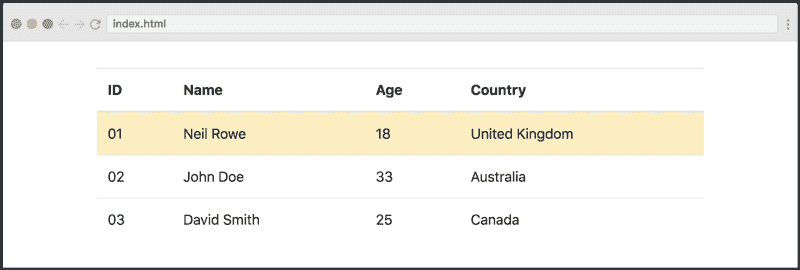 index.html
ID Name Age Country
01 Neil Rowe 18 United Kingdom
02 John Doe 33 Australia
03 David Smith 25 Canada